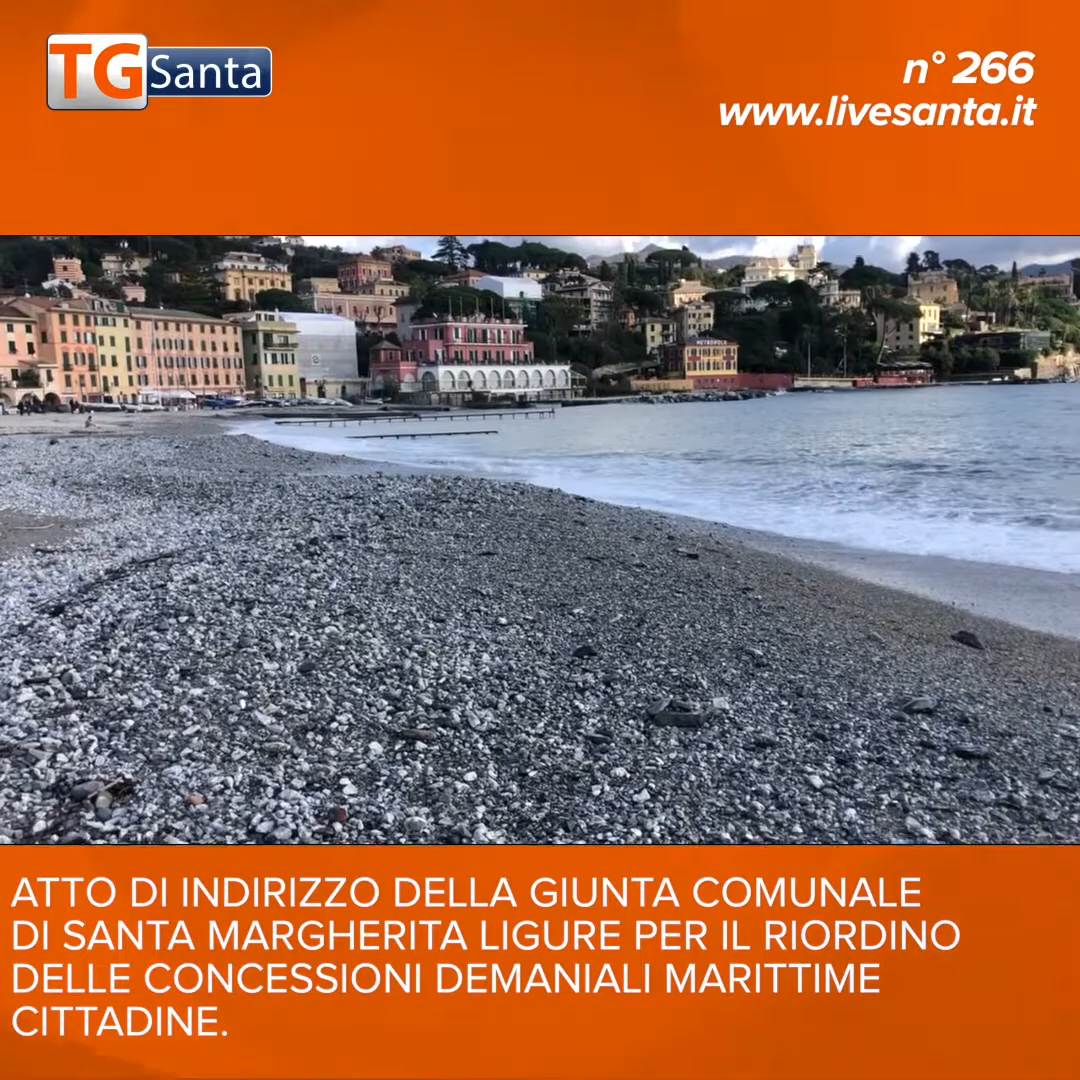 TG Santa
n° 266
www.livesanta.it
METROPOLE
ATTO DI INDIRIZZO DELLA GIUNTA COMUNALE
DI SANTA MARGHERITA LIGURE PER IL RIORDINO
DELLE CONCESSIONI DEMANIALI MARITTIME
CITTADINE.